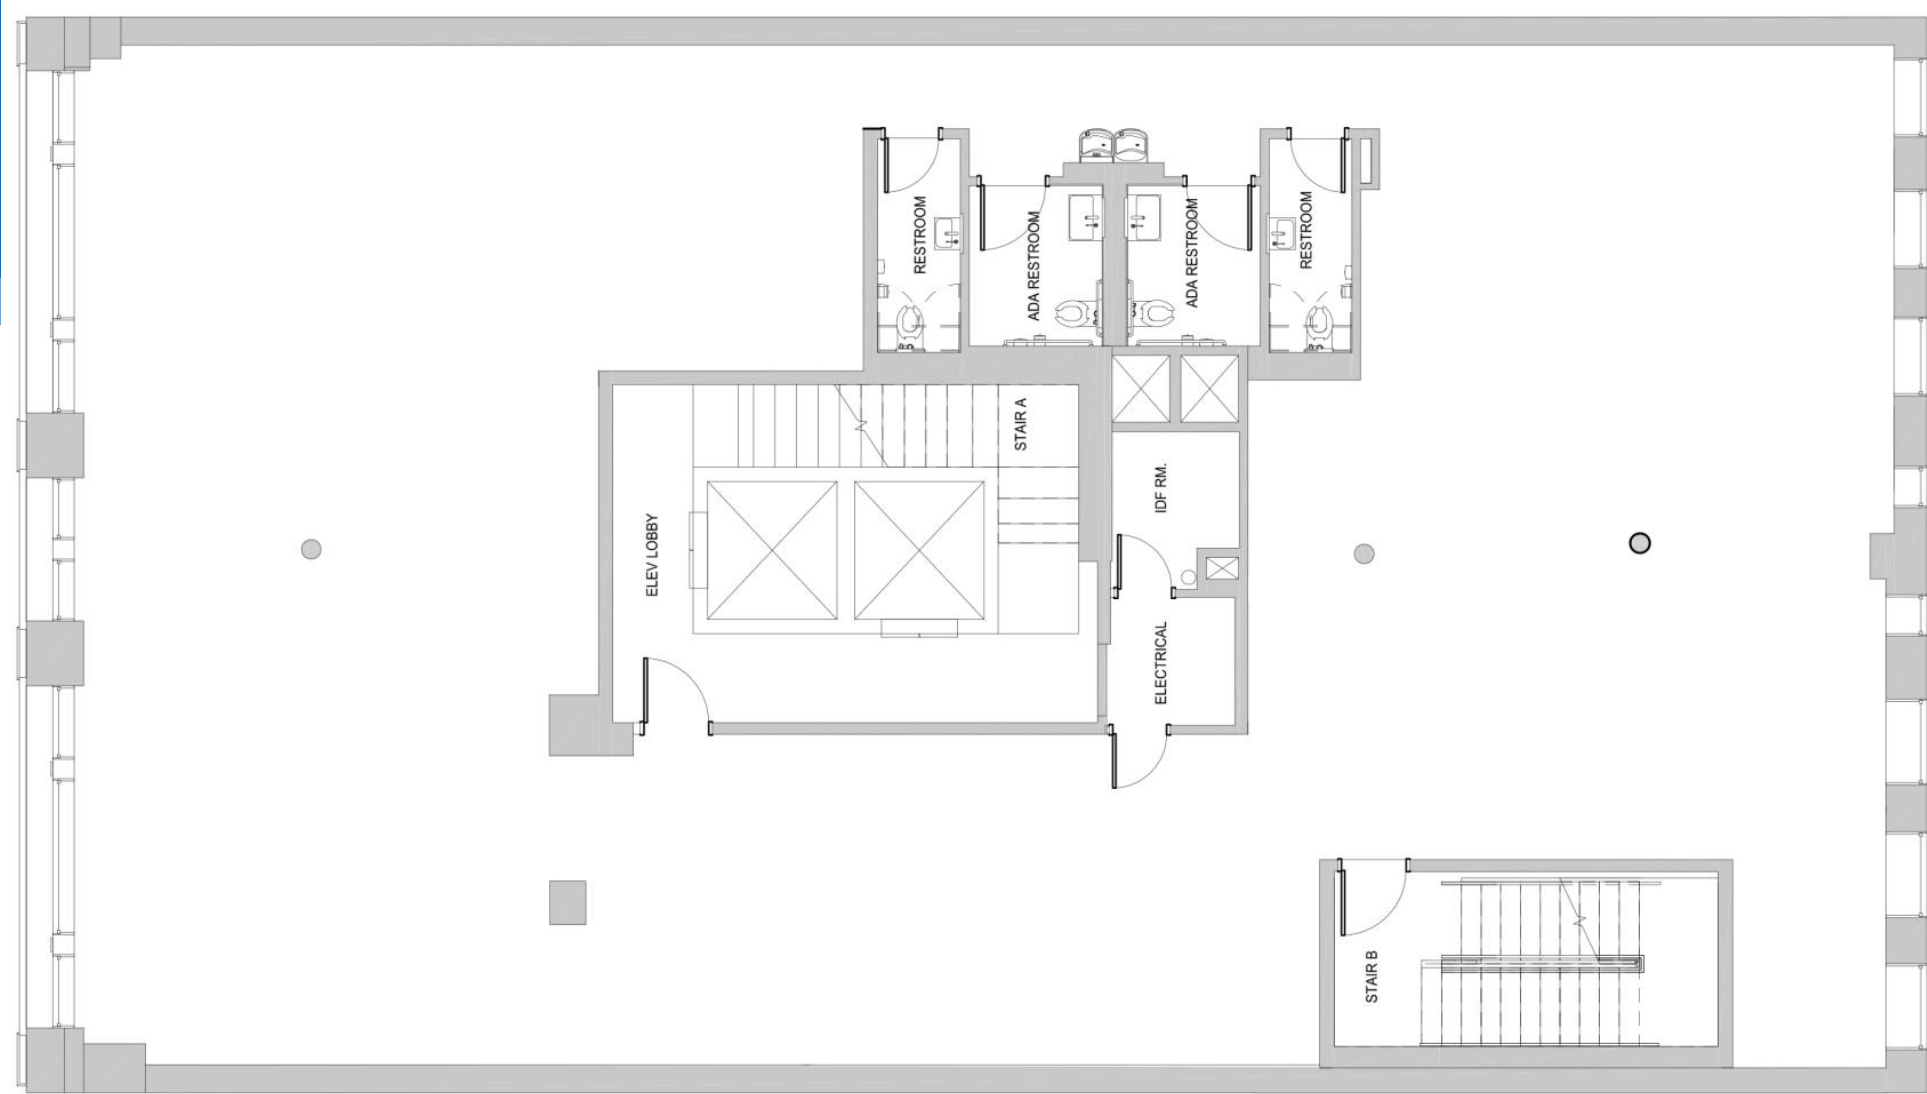 RESTROOM
ADA RESTROOM
ADA RESTROOM
RESTROOM
STAIR A
IDF RM.
ELEV LOBBY
ELECTRICAL
STAIR B